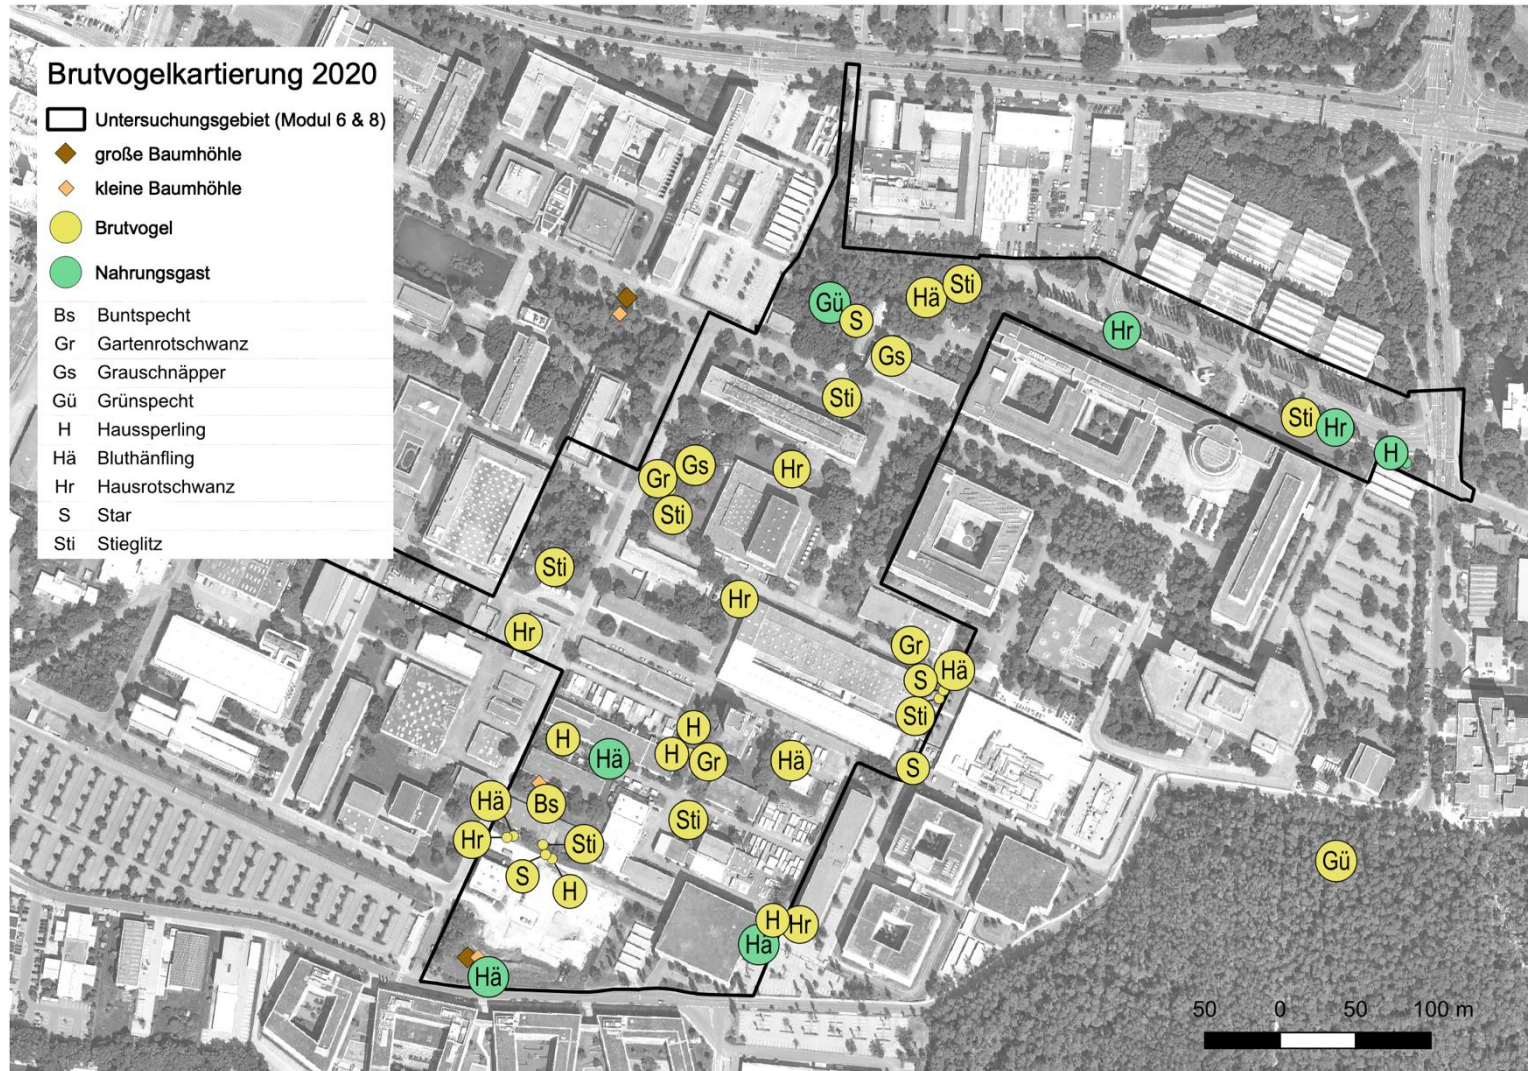 Brutvogelkartierung 2020
Untersuchungsgebiet (Modul 6 & 8)
große Baumhöhle
kleine Baumhöhle
Brutvogel
Nahrungsgast
Bs Buntspecht
Gr Gartenrotschwanz
Gs Grauschnäpper
Gü Grünspecht
H Haussperling
Hä Bluthänfling
Hr Hausrotschwanz
S Star
Sti Stieglitz
Hä Sti
Gü
S
Hr
Gs
Sti
Sti Hr
H
Gs
Gr
Hr
Sti
Sti
Hr
Hr
Gr
Hä
S
Sti
H
H
Hä
H
Gr
Hä
S
Hä
Bs
Sti
Hr
Sti
Gü
S
H
H Hr
Hä
Hä
50 0 50 100 m